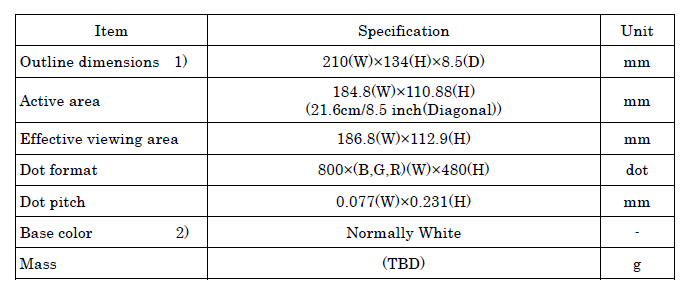 Item Specification Unit
Outline dimensions 1) 210(W)×134(H)×8.5(D) mm
Active area 184.8(W)×110.88(H)
(21.6cm/8.5 inch(Diagonal)) mm
Effective viewing area 186.8(W)×112.9(H) mm
Dot format 800×(B,G,R)(W)×480(H) dot
Dot pitch 0.077(W)×0.231(H) mm
Base color 2) Normally White -
Mass (TBD) g